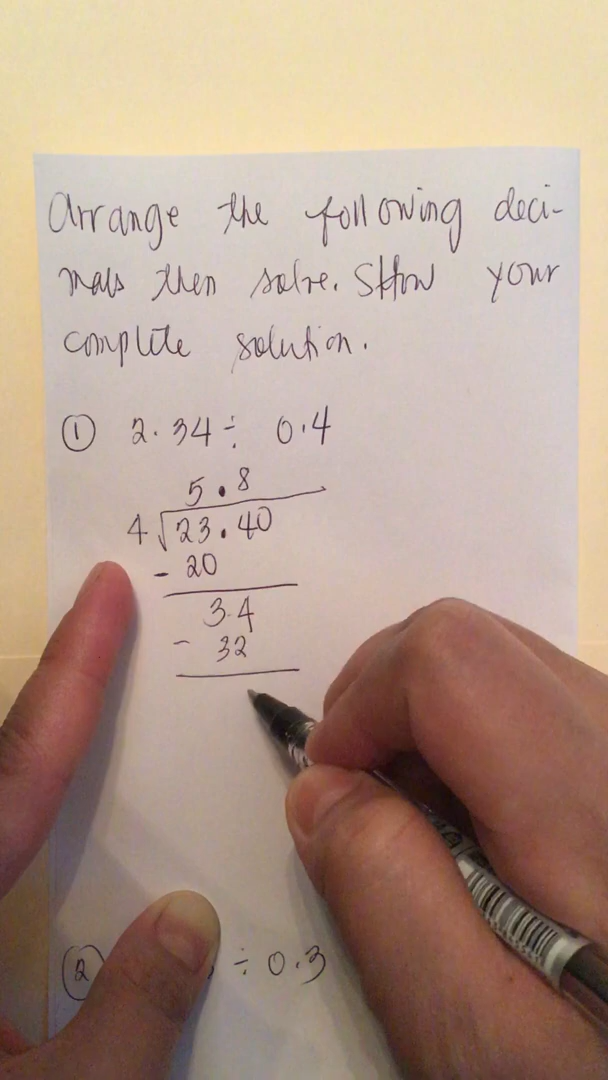 Arrange the following deci-
mals then solve. SHow your
complete solution.
① 2.34 ÷ 0.4
5.8
4 √23.40
- 20
3.4
- 32
② ÷ 0.3